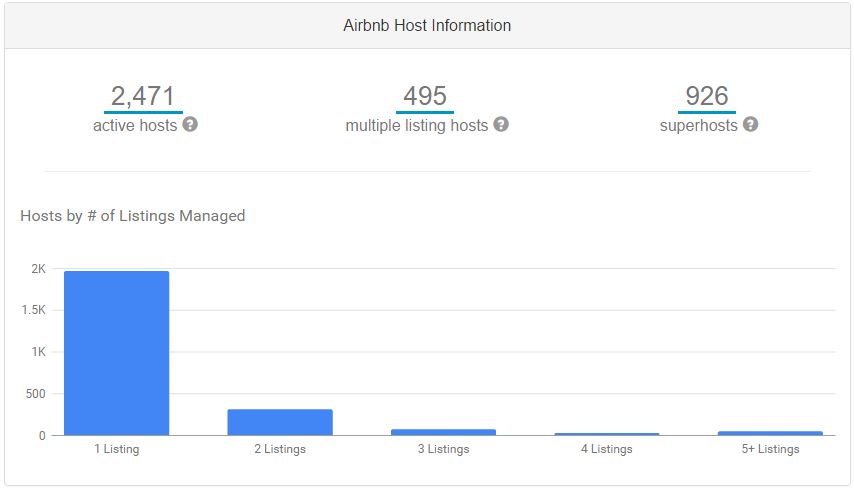 Airbnb Host Information
2,471 495 926
active hosts ? multiple listing hosts ? superhosts ?
Hosts by # of Listings Managed
2K
1.5K
1K
500
0
1 Listing 2 Listings 3 Listings 4 Listings 5+ Listings